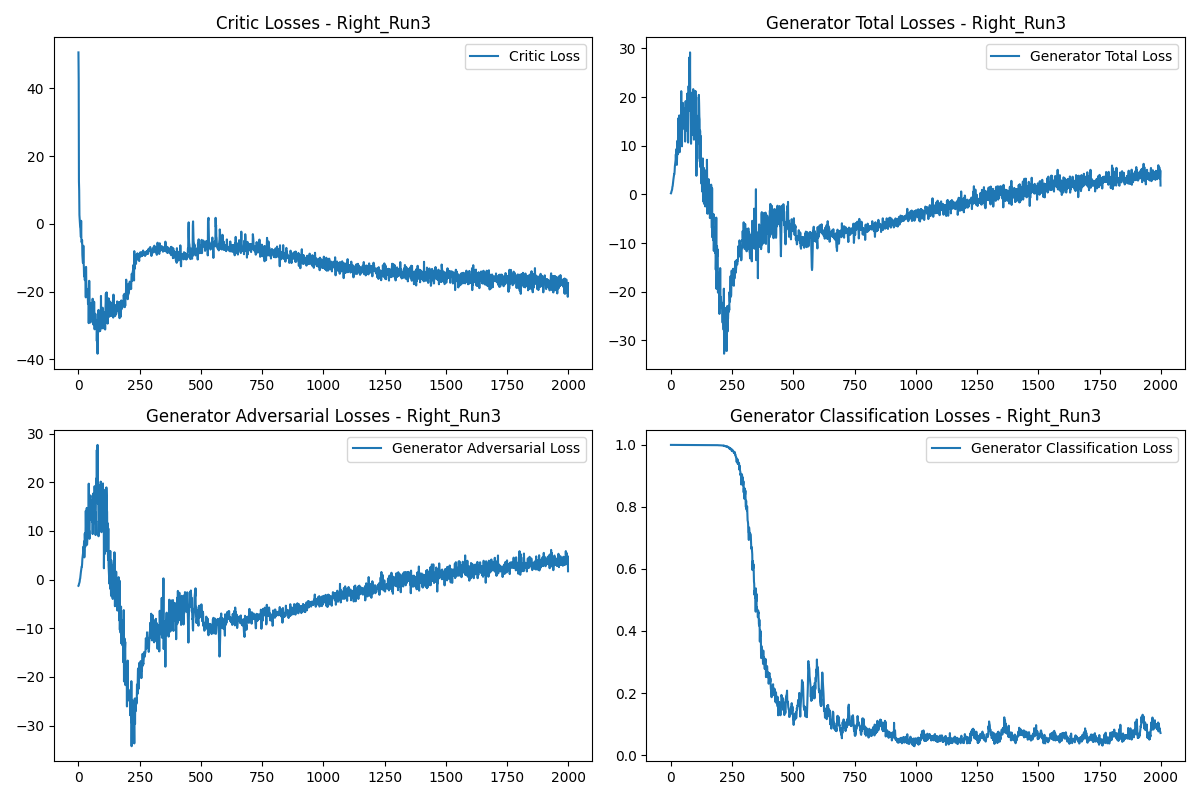 Critic Losses - Right_Run3
Critic Loss
40
20
0
−20
−40
0 250 500 750 1000 1250 1500 1750 2000
Generator Total Losses - Right_Run3
Generator Total Loss
30
20
10
0
−10
−20
−30
0 250 500 750 1000 1250 1500 1750 2000
Generator Adversarial Losses - Right_Run3
Generator Adversarial Loss
30
20
10
0
−10
−20
−30
0 250 500 750 1000 1250 1500 1750 2000
Generator Classification Losses - Right_Run3
Generator Classification Loss
1.0
0.8
0.6
0.4
0.2
0.0
0 250 500 750 1000 1250 1500 1750 2000